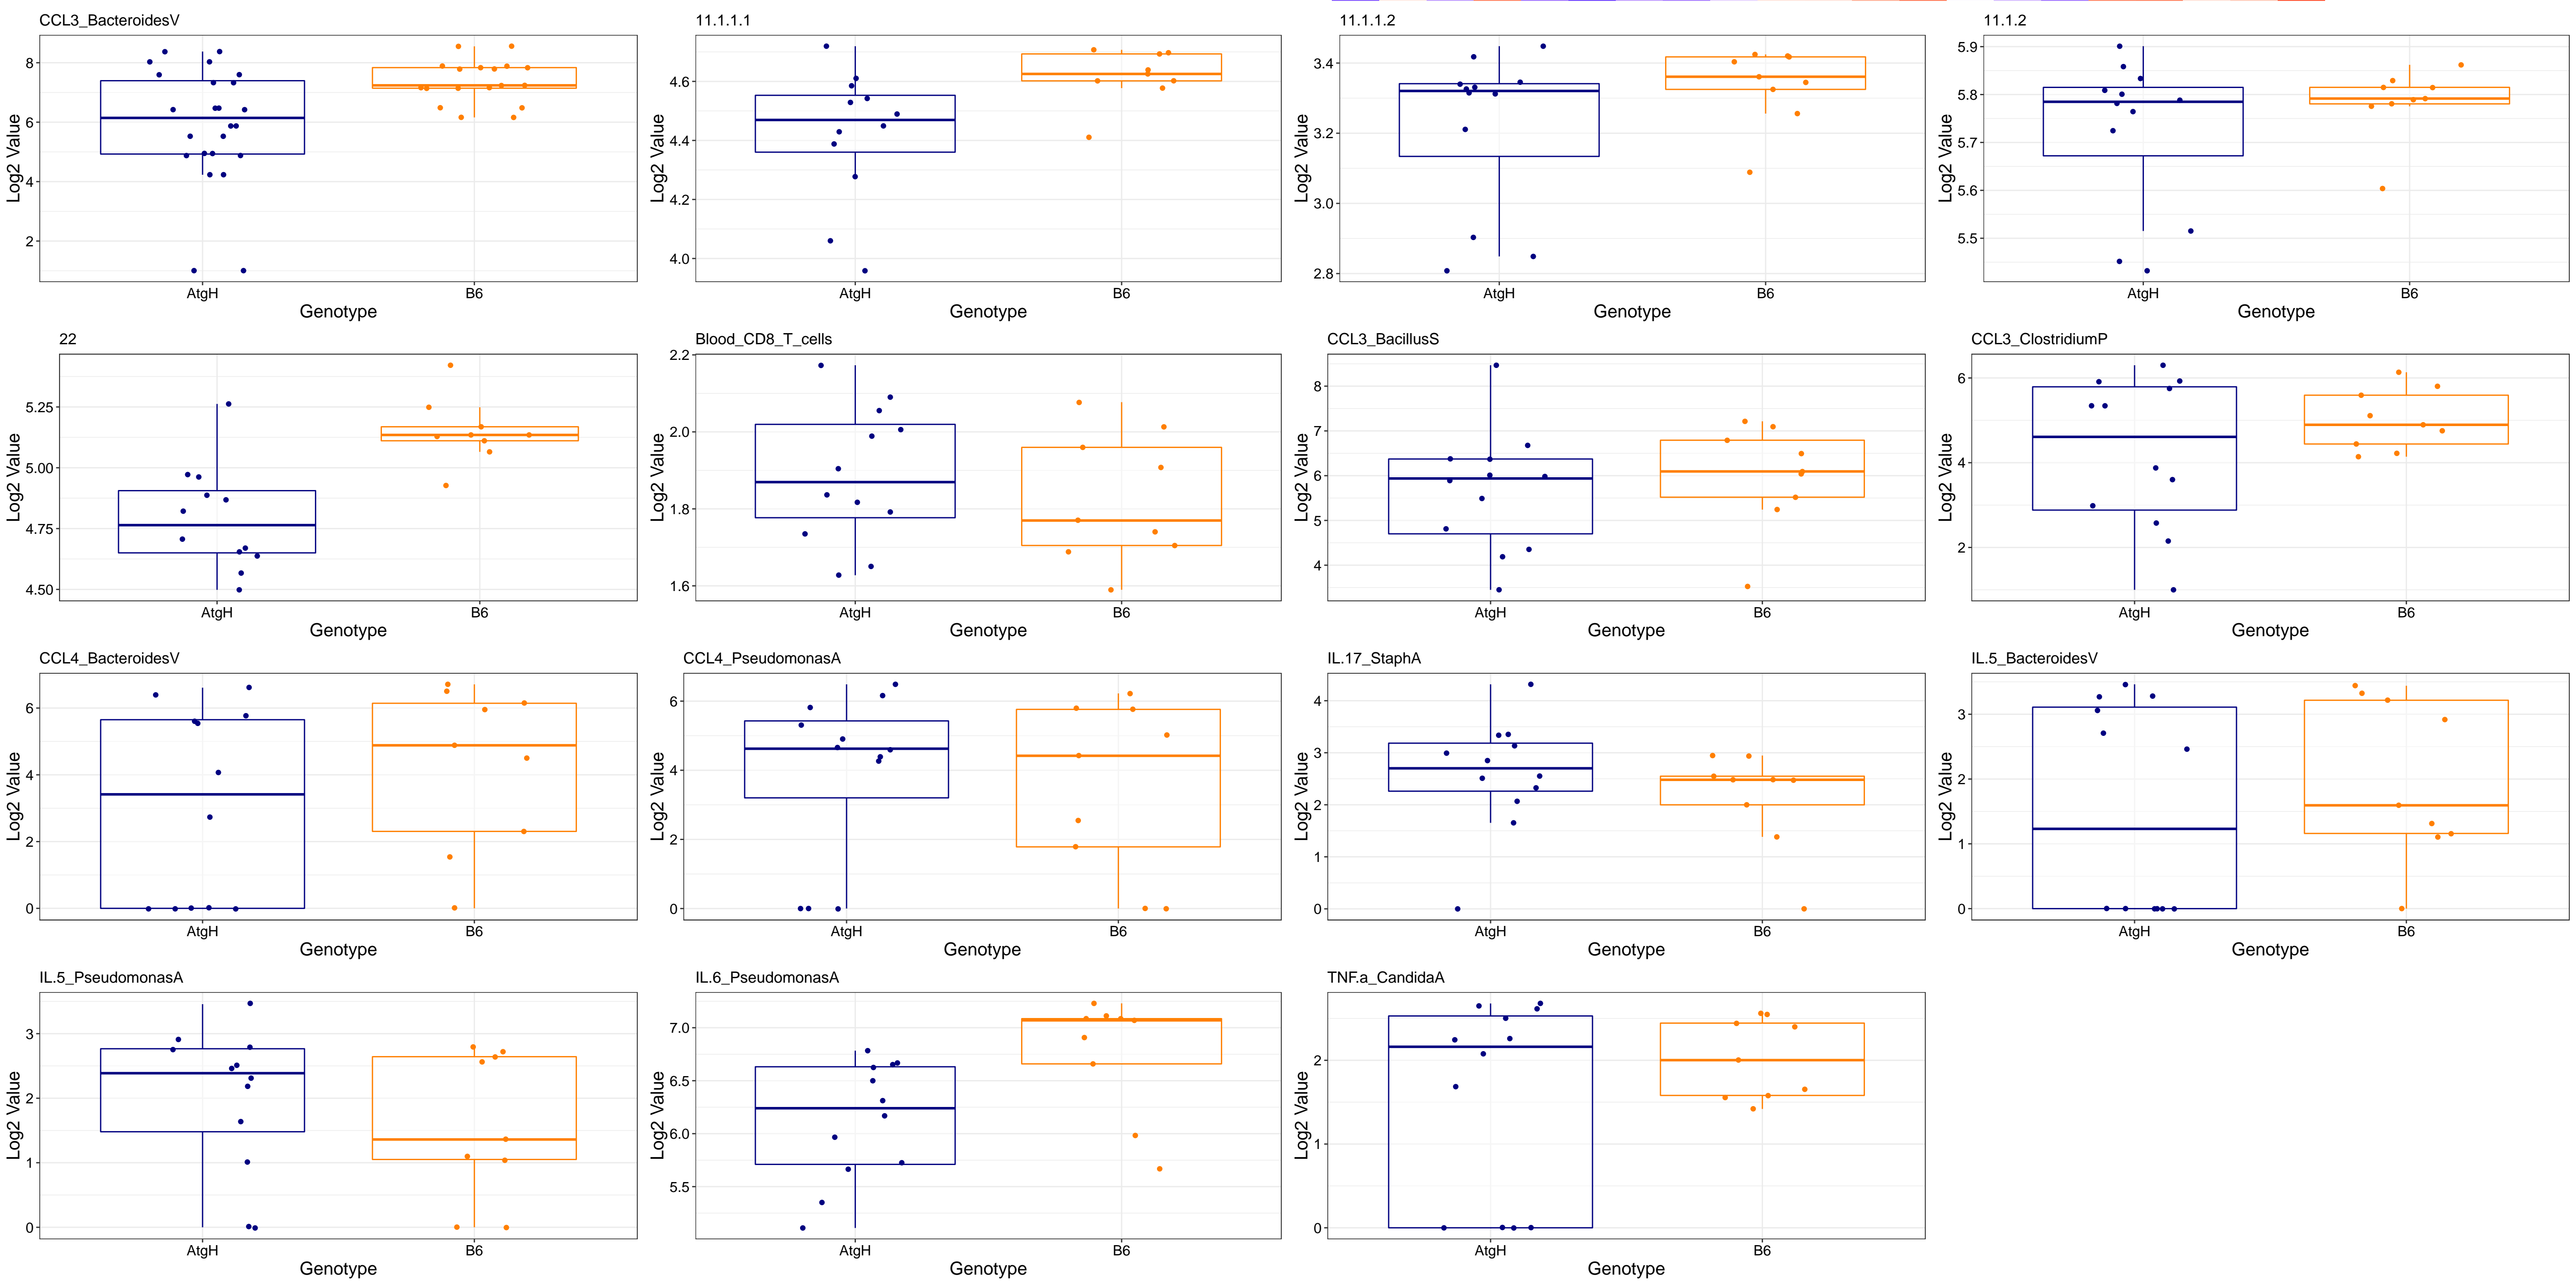 CCL3_BacteroidesV
Log2 Value
8
6
4
2
AtgH
B6
Genotype
11.1.1.1
Log2 Value
4.6
4.4
4.2
4.0
AtgH
B6
Genotype
11.1.1.2
Log2 Value
3.4
3.2
3.0
2.8
AtgH
B6
Genotype
11.1.2
Log2 Value
5.9
5.8
5.7
5.6
5.5
AtgH
B6
Genotype
22
Log2 Value
5.25
5.00
4.75
4.50
AtgH
B6
Genotype
Blood_CD8_T_cells
Log2 Value
2.2
2.0
1.8
1.6
AtgH
B6
Genotype
CCL3_BacillusS
Log2 Value
8
7
6
5
4
AtgH
B6
Genotype
CCL3_ClostridiumP
Log2 Value
6
4
2
AtgH
B6
Genotype
CCL4_BacteroidesV
Log2 Value
6
4
2
0
AtgH
B6
Genotype
CCL4_PseudomonasA
Log2 Value
6
4
2
0
AtgH
B6
Genotype
IL.17_StaphA
Log2 Value
4
3
2
1
0
AtgH
B6
Genotype
IL.5_BacteroidesV
Log2 Value
3
2
1
0
AtgH
B6
Genotype
IL.5_PseudomonasA
Log2 Value
3
2
1
0
AtgH
B6
Genotype
IL.6_PseudomonasA
Log2 Value
7.0
6.5
6.0
5.5
AtgH
B6
Genotype
TNF.a_CandidaA
Log2 Value
2
1
0
AtgH
B6
Genotype